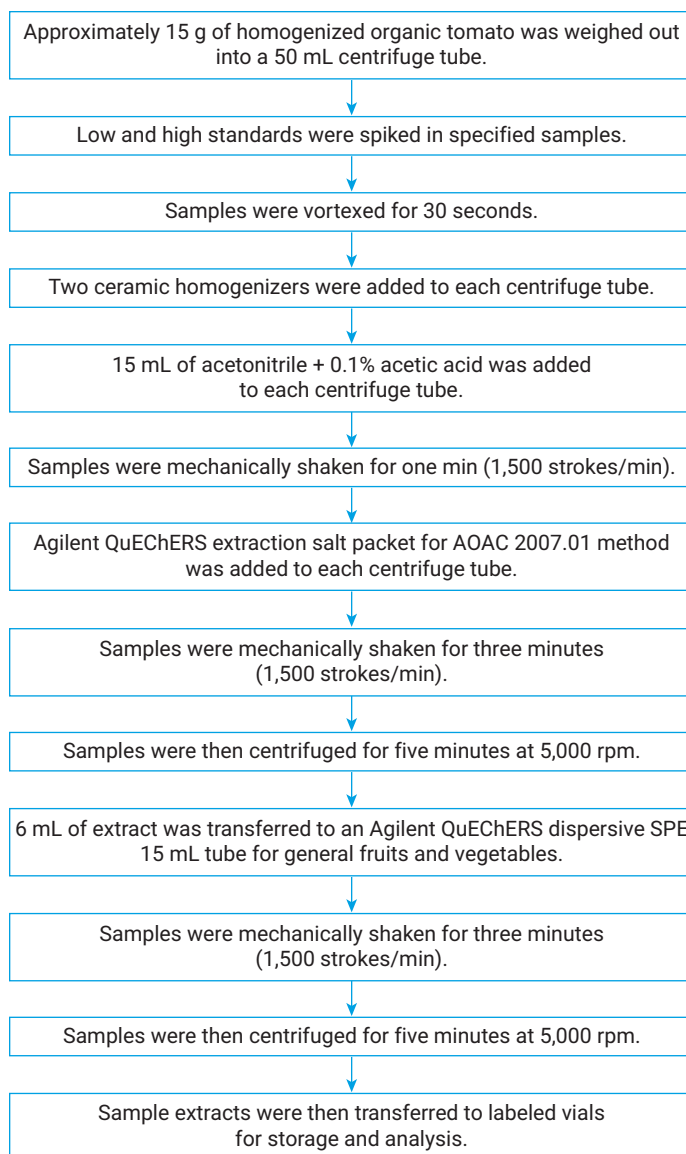 Approximately 15 g of homogenized organic tomato was weighed out
into a 50 mL centrifuge tube.
Low and high standards were spiked in specified samples.
Samples were vortexed for 30 seconds.
Two ceramic homogenizers were added to each centrifuge tube.
15 mL of acetonitrile + 0.1% acetic acid was added
to each centrifuge tube.
Samples were mechanically shaken for one min (1,500 strokes/min).
Agilent QuEChERS extraction salt packet for AOAC 2007.01 method
was added to each centrifuge tube.
Samples were mechanically shaken for three minutes
(1,500 strokes/min).
Samples were then centrifuged for five minutes at 5,000 rpm.
6 mL of extract was transferred to an Agilent QuEChERS dispersive SPE
15 mL tube for general fruits and vegetables.
Samples were mechanically shaken for three minutes
(1,500 strokes/min).
Samples were then centrifuged for five minutes at 5,000 rpm.
Sample extracts were then transferred to labeled vials
for storage and analysis.